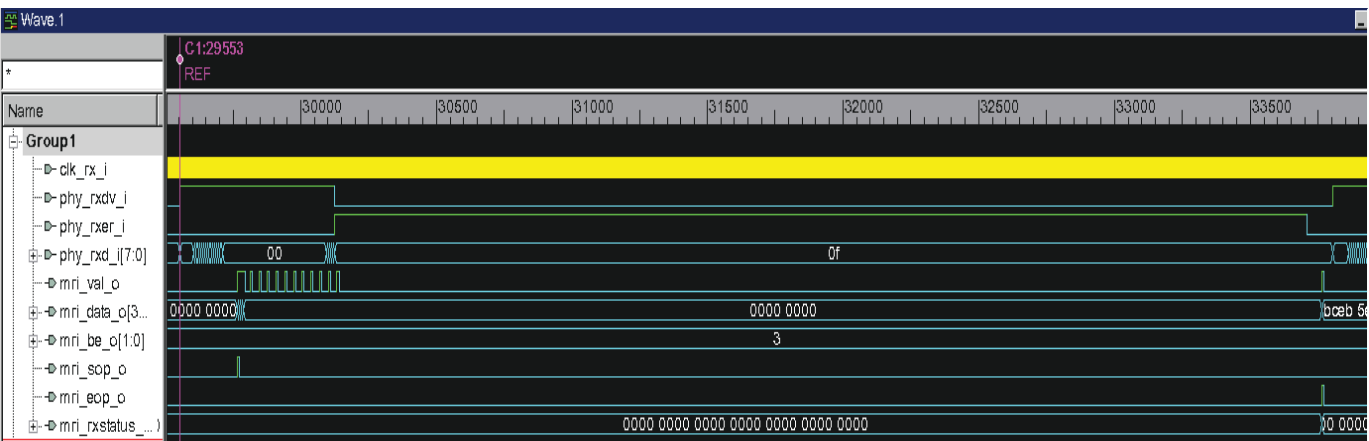 Wave.1
C1:29553
REF
*
Name
30000 30500 31000 31500 32000 32500 33000 33500
Group1
clk_rx_i
phy_rxdv_i
phy_rxer_i
phy_rxd_i[7:0] 00 0f
mri_val_o
mri_data_o[3... 0000 0000 0000 0000 bceb 5e
mri_be_o[1:0] 3
mri_sop_o
mri_eop_o
mri_rxstatus_...) 0000 0000 0000 0000 0000 0000 0000 00 0000